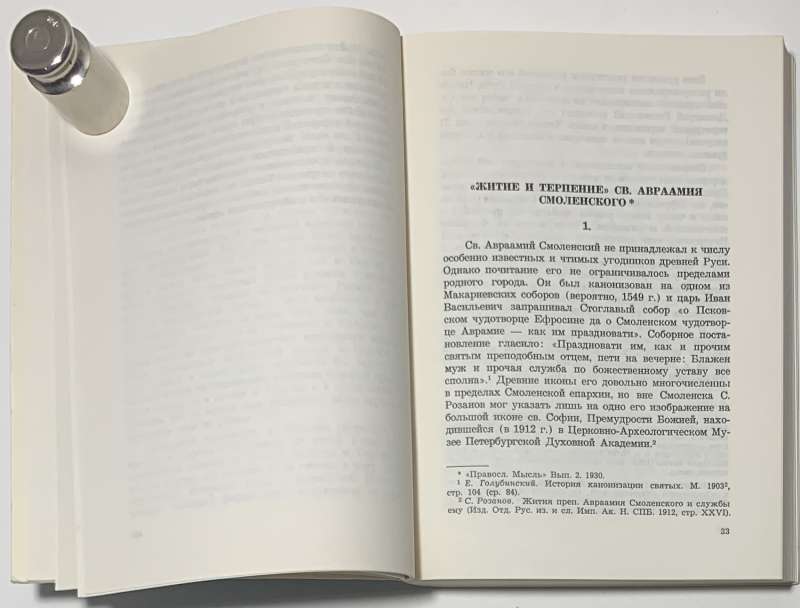 «ЖИТИЕ И ТЕРПЕНИЕ» СВ. АВРААМИЯ
СМОЛЕНСКОГО *
1.
Св. Авраамий Смоленский не принадлежал к числу
особенно известных и чтимых угодников древней Руси.
Однако почитание его не ограничивалось пределами
родного города. Он был канонизован на одном из
Макариевских соборов (вероятно, 1549 г.) и царь Иван
Васильевич запрашивал Стоглавый собор «о Псков-
ском чудотворце Ефросине да о Смоленском чудотвор-
це Аврамие — как им праздновати». Соборное поста-
новление гласило: «Праздновати им, как и прочим
святым преподобным отцем, пети на вечерне: Блажен
муж и прочая служба по божественному уставу все
сполна».¹ Древние иконы его довольно многочисленны
в пределах Смоленской епархии, но вне Смоленска С.
Розанов мог указать лишь на одно его изображение на
большой иконе св. Софии, Премудрости Божией, нахо-
дившейся (в 1912 г.) в Церковно-Археологическом Му-
зее Петербургской Духовной Академии.²
* «Правосл. Мысль» Вып. 2. 1930.
¹ Е. Голубинский. История канонизации святых. М. 1903²,
стр. 104 (ср. 84).
² С. Розанов. Жития преп. Авраамия Смоленского и службы
ему (Изд. Отд. Рус. яз. и сл. Имп. Ак. Н. СПБ. 1912, стр. XXVI).
33